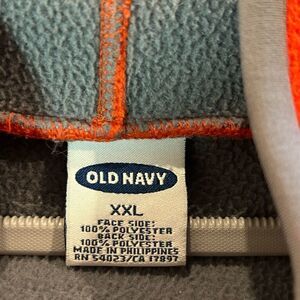 OLD NAVY
XXL
FACE SIDE:
100% POLYESTER
BACK SIDE:
100% POLYESTER
MADE IN PHILIPPINES
RN 54023/CA 17897